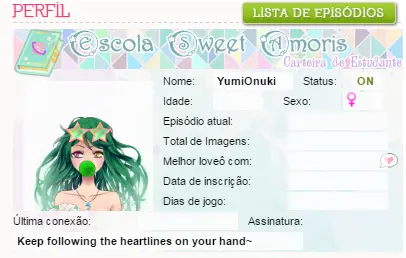 PERFIL
LISTA DE EPISÓDIOS
Escola Sweet Amoris
Carteira de Estudante
Nome: YumiOnuki Status: ON
Idade: Sexo: ♀
Episódio atual:
Total de Imagens:
Melhor loveô com:
Data de inscrição:
Dias de jogo:
Última conexão: Assinatura:
Keep following the heartlines on your hand~